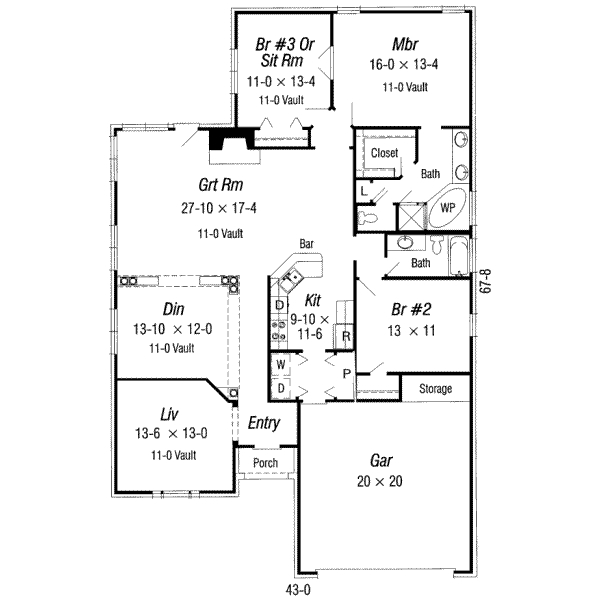 Br #3 Or
Sit Rm
11-0 × 13-4
11-0 Vault
Mbr
16-0 × 13-4
11-0 Vault
Closet
Bath
L
WP
Grt Rm
27-10 × 17-4
11-0 Vault
Bar
Bath
67-8
Din
13-10 × 12-0
11-0 Vault
D
Kit
9-10 ×
11-6
R
Br #2
13 × 11
W
D
P
Storage
Liv
13-6 × 13-0
11-0 Vault
Entry
Porch
Gar
20 × 20
43-0